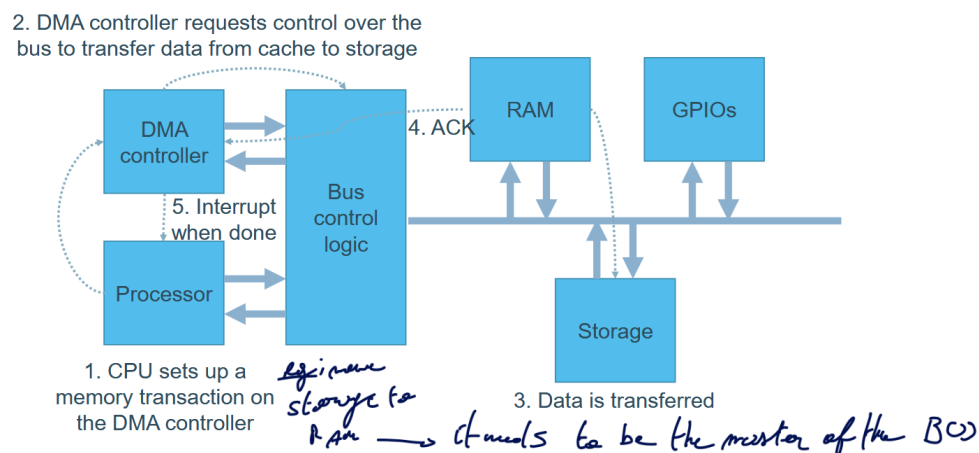 2. DMA controller requests control over the
bus to transfer data from cache to storage
DMA
controller
Bus
control
logic
RAM
GPIOs
4. ACK
5. Interrupt
when done
Processor
Storage
1. CPU sets up a
memory transaction on
the DMA controller
3. Data is transferred
storage to
RAM → it needs to be the master of the BUS